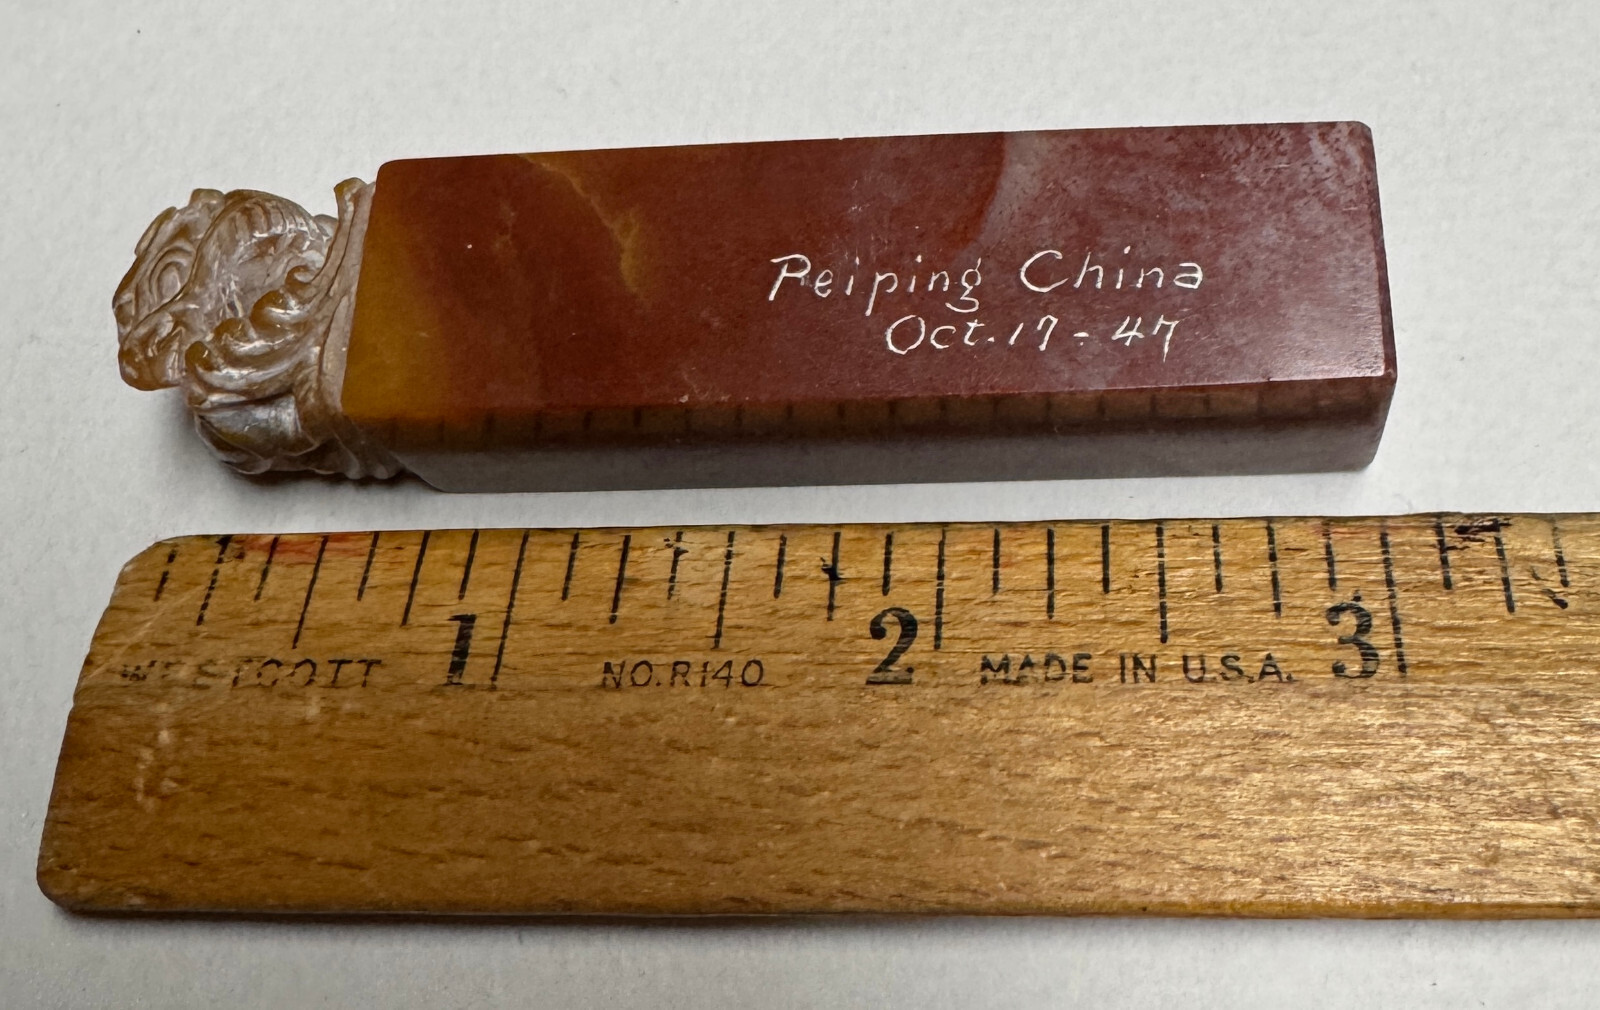 Peiping China
Oct. 17 - 47
1 2 3
WESTCOTT NO. R140 MADE IN U.S.A.